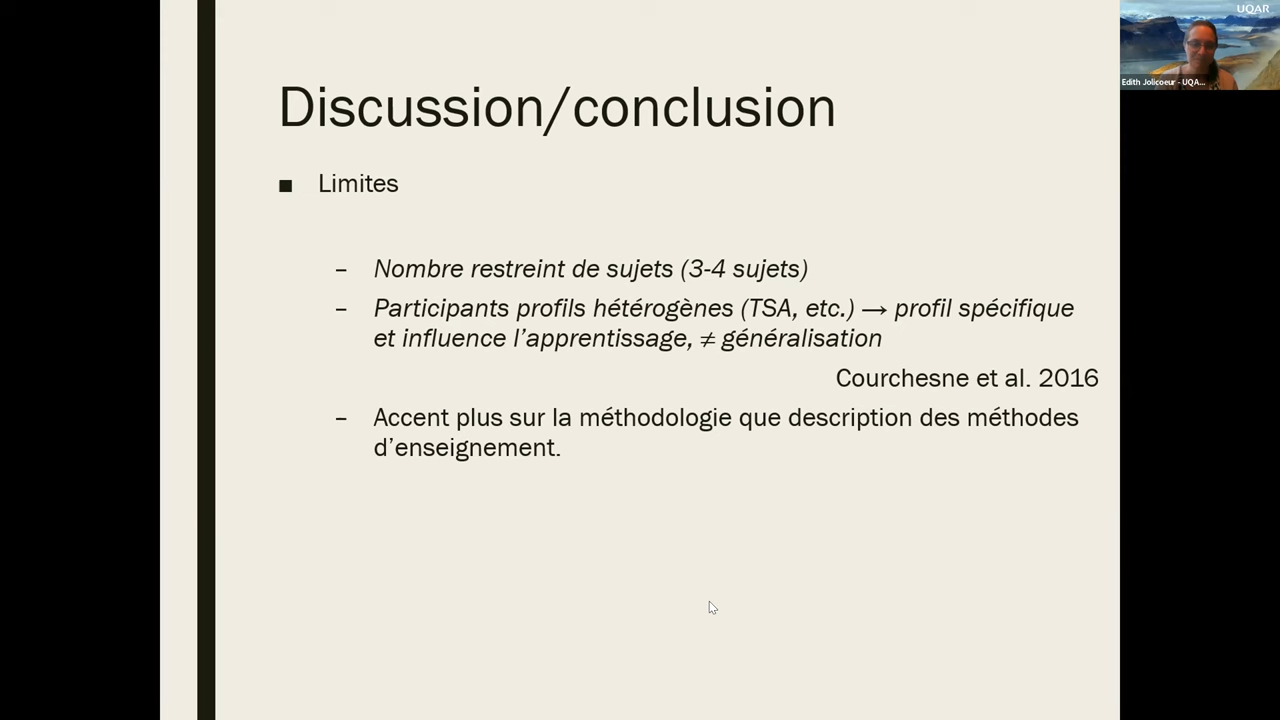 UQAR
Edith Jolicoeur - UQA...
Discussion/conclusion
■ Limites
– Nombre restreint de sujets (3-4 sujets)
– Participants profils hétérogènes (TSA, etc.) → profil spécifique
et influence l’apprentissage, ≠ généralisation
Courchesne et al. 2016
– Accent plus sur la méthodologie que description des méthodes
d’enseignement.